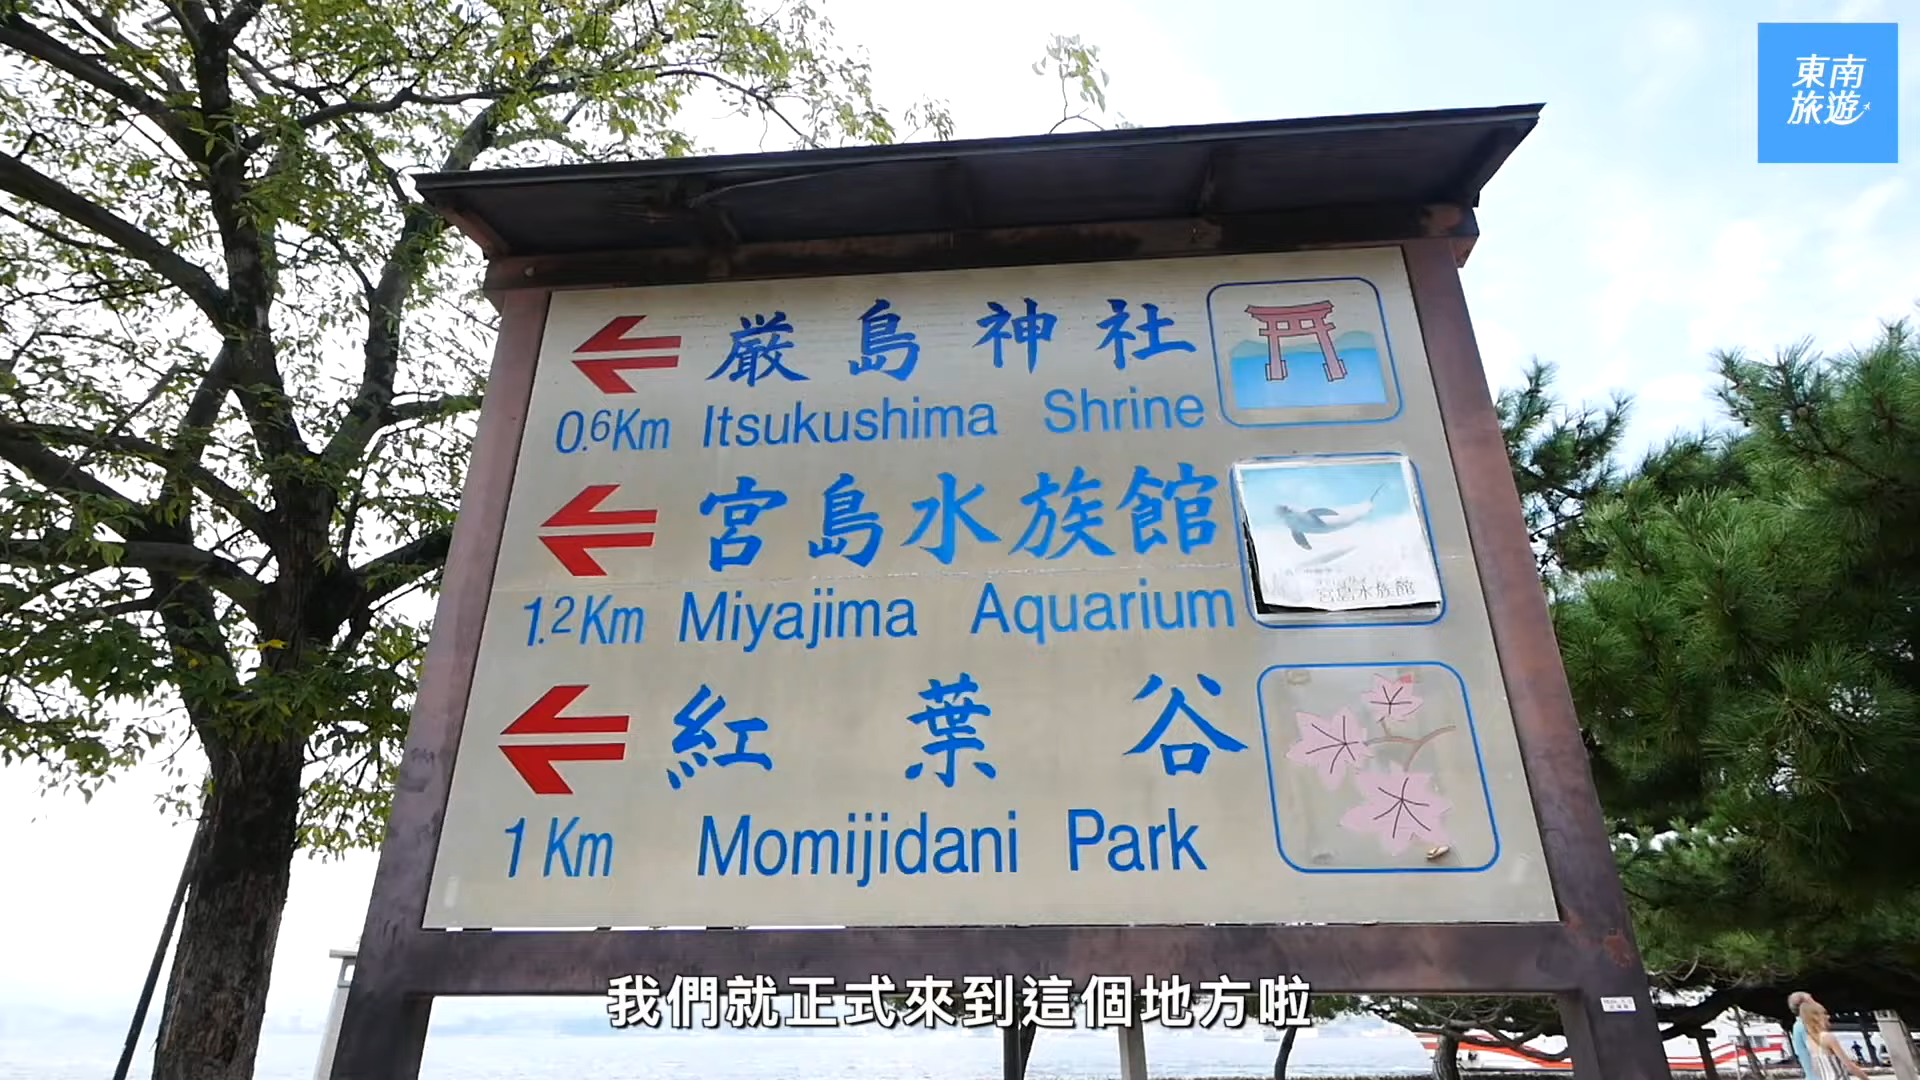 東南
旅遊
厳島神社
0.6Km Itsukushima Shrine
宮島水族館
宮島水族館
1.2Km Miyajima Aquarium
紅葉谷
1Km Momijidani Park
我們就正式來到這個地方啦